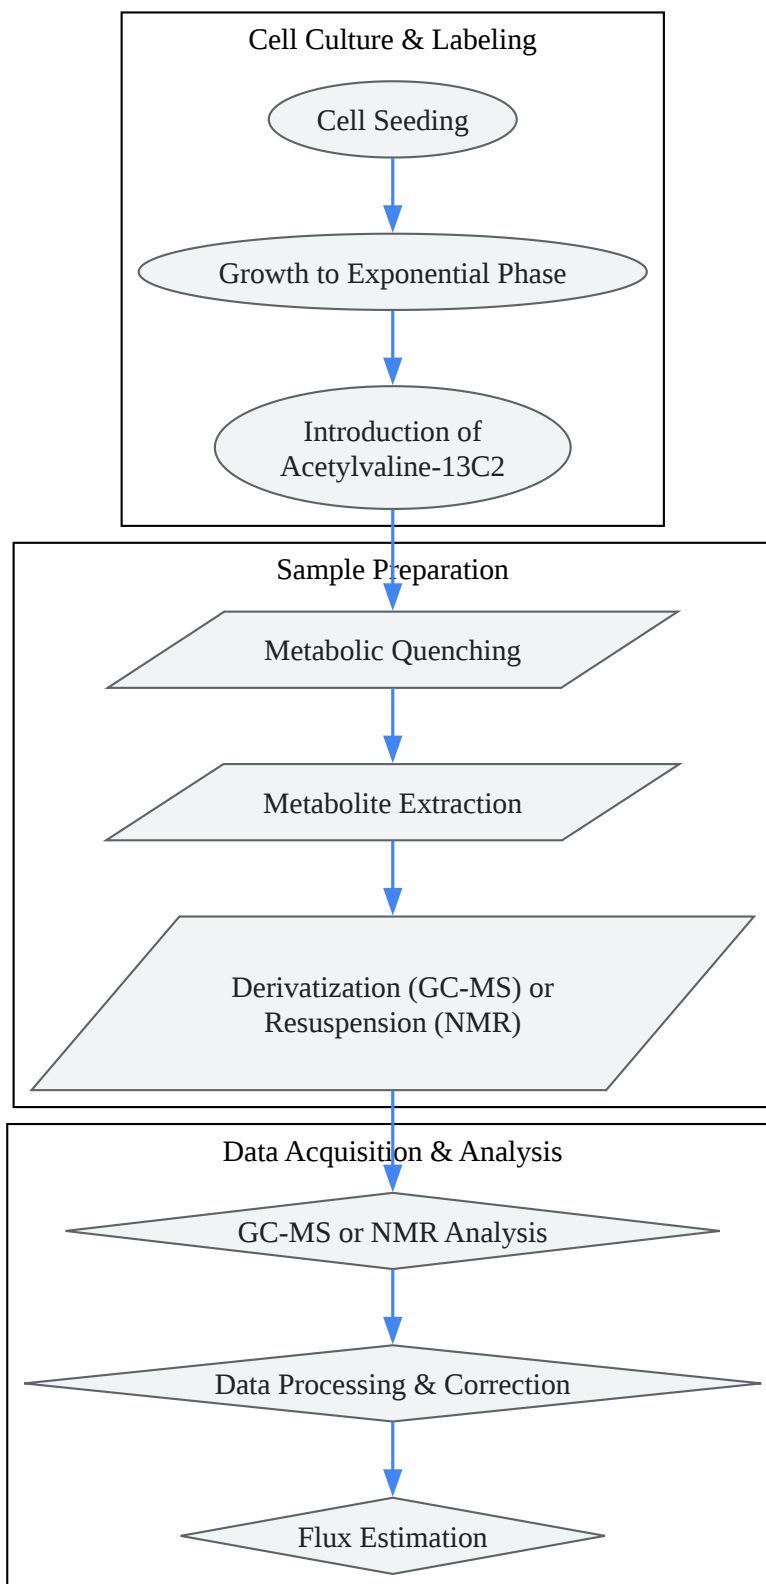 Cell Culture & Labeling
Cell Seeding
Growth to Exponential Phase
Introduction of
Acetylvaline-13C2
Sample Preparation
Metabolic Quenching
Metabolite Extraction
Derivatization (GC-MS) or
Resuspension (NMR)
Data Acquisition & Analysis
GC-MS or NMR Analysis
Data Processing & Correction
Flux Estimation